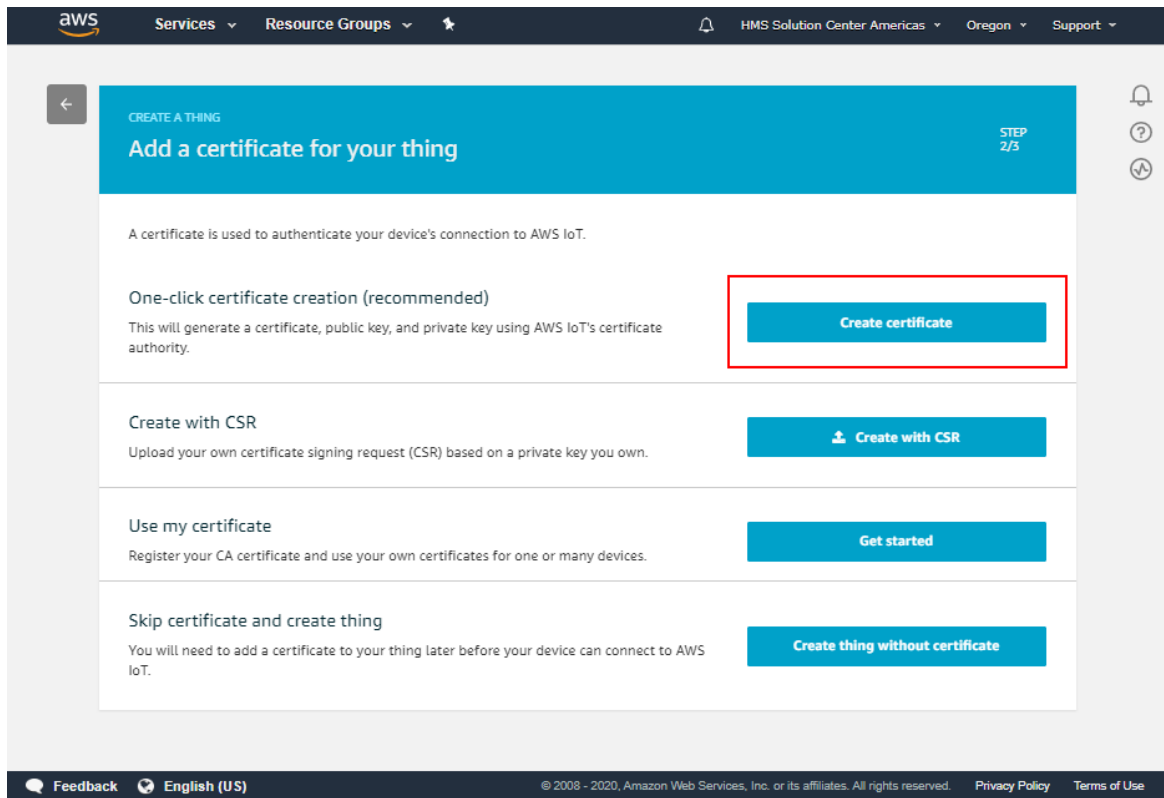 aws Services Resource Groups HMS Solution Center Americas Oregon Support
CREATE A THING
Add a certificate for your thing
STEP
2/3
A certificate is used to authenticate your device's connection to AWS IoT.
One-click certificate creation (recommended)
This will generate a certificate, public key, and private key using AWS IoT's certificate
authority.
Create certificate
Create with CSR
Upload your own certificate signing request (CSR) based on a private key you own.
Create with CSR
Use my certificate
Register your CA certificate and use your own certificates for one or many devices.
Get started
Skip certificate and create thing
You will need to add a certificate to your thing later before your device can connect to AWS
IoT.
Create thing without certificate
Feedback English (US) © 2008 - 2020, Amazon Web Services, Inc. or its affiliates. All rights reserved. Privacy Policy Terms of Use